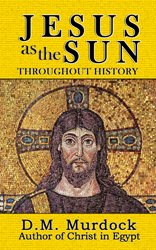 JESUS
as the SUN
THROUGHOUT HISTORY
D.M. Murdock
Author of Christ in Egypt